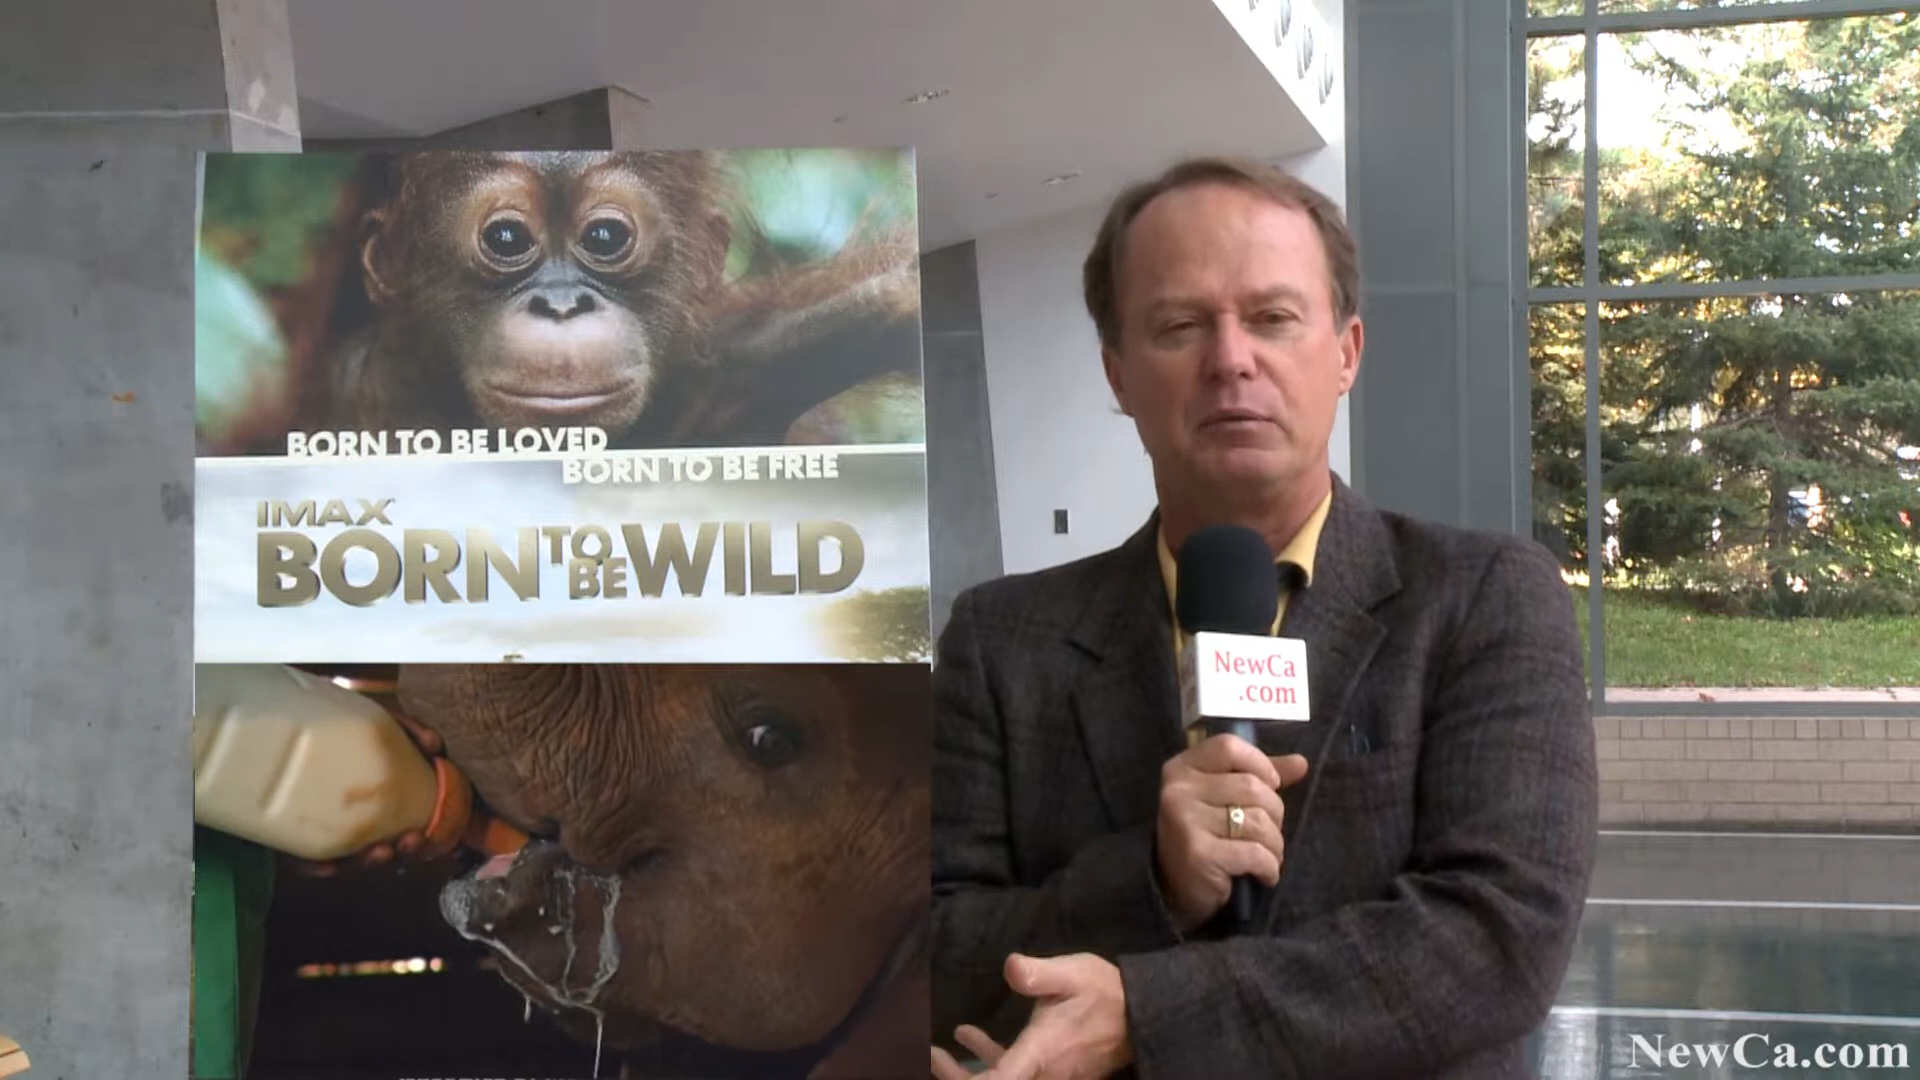 BORN TO BE LOVED
BORN TO BE FREE
IMAX
BORN TO BE WILD
NewCa
.com
NewCa.com